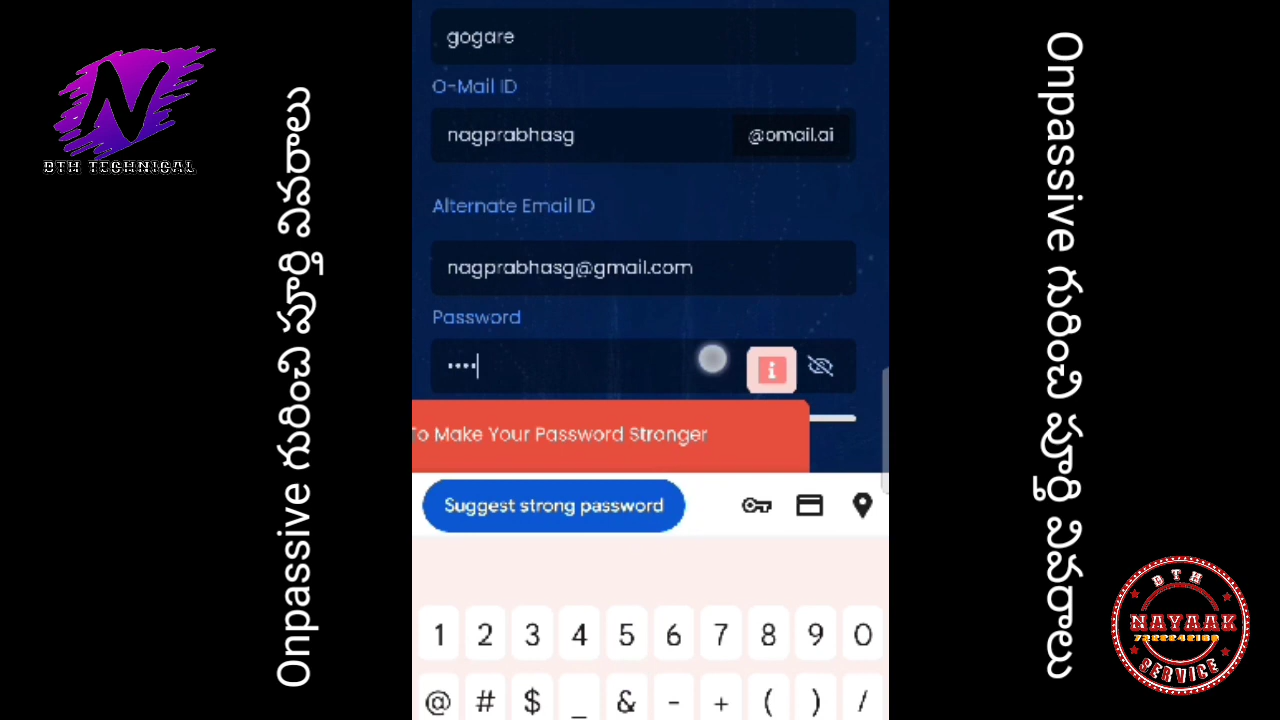 DTH TECHNICAL
Onpassive గురించి పూర్తి వివరాలు
gogare
O-Mail ID
nagprabhasg
@omail.ai
Alternate Email ID
nagprabhasg@gmail.com
Password
••••
To Make Your Password Stronger
Suggest strong password
1 2 3 4 5 6 7 8 9 0
@ # $ _ & - + ( ) /
Onpassive గురించి పూర్తి వివరాలు
DTH
NAYAAK
SERVICE